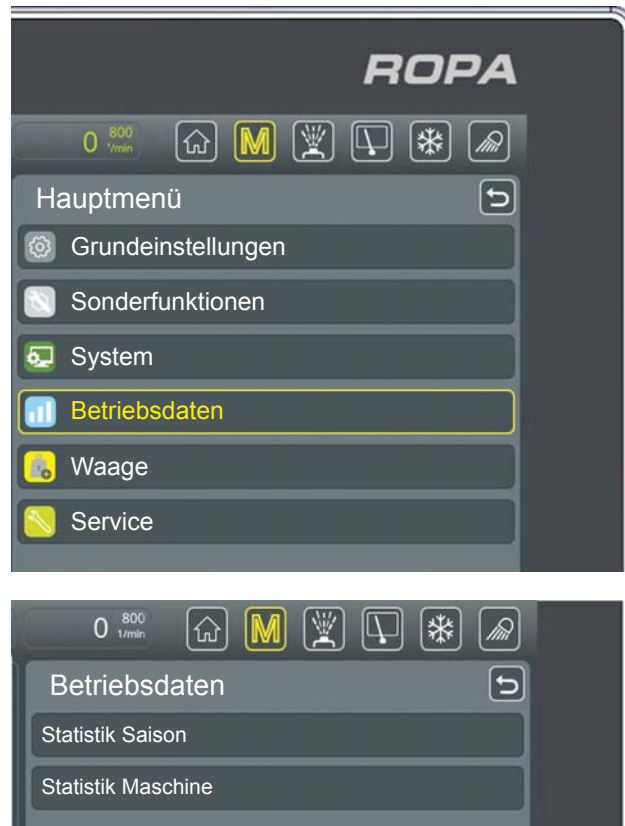 ROPA
0 800 1/min
M
Hauptmenü
Grundeinstellungen
Sonderfunktionen
System
Betriebsdaten
Waage
Service
0 800 1/min
M
Betriebsdaten
Statistik Saison
Statistik Maschine